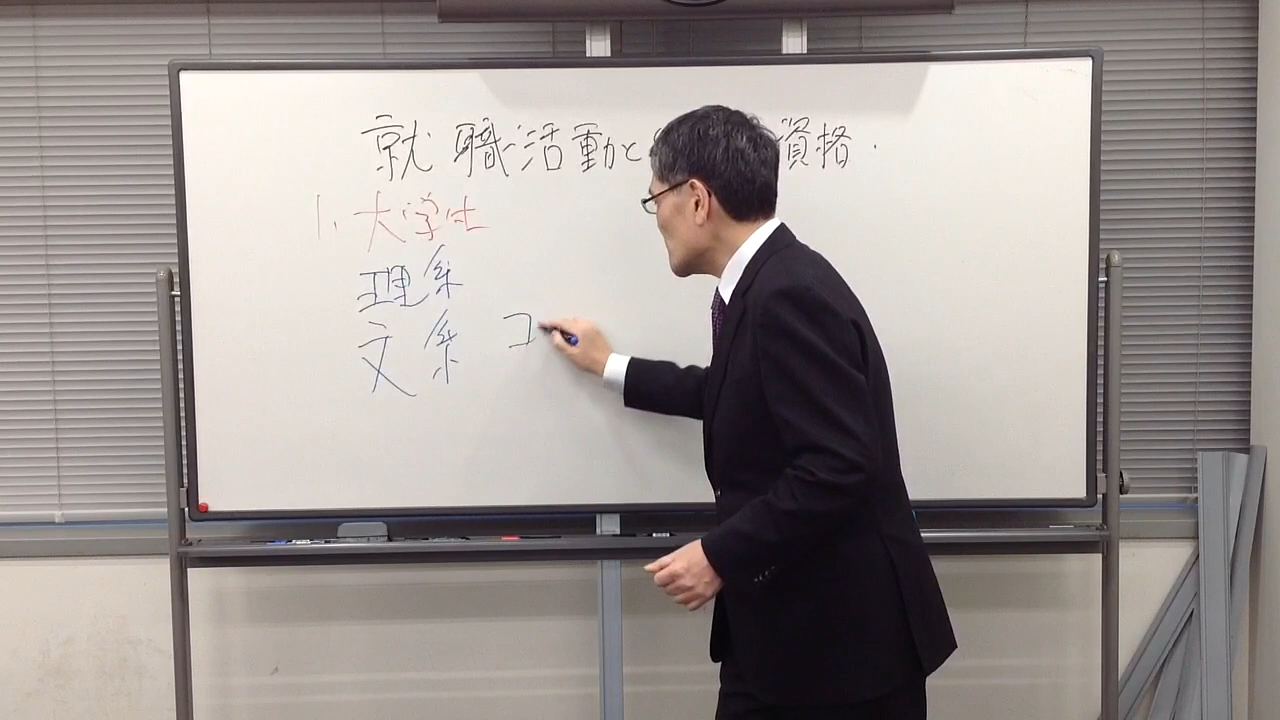 就職活動と資格.
1. 大学生
理系
文系 コ